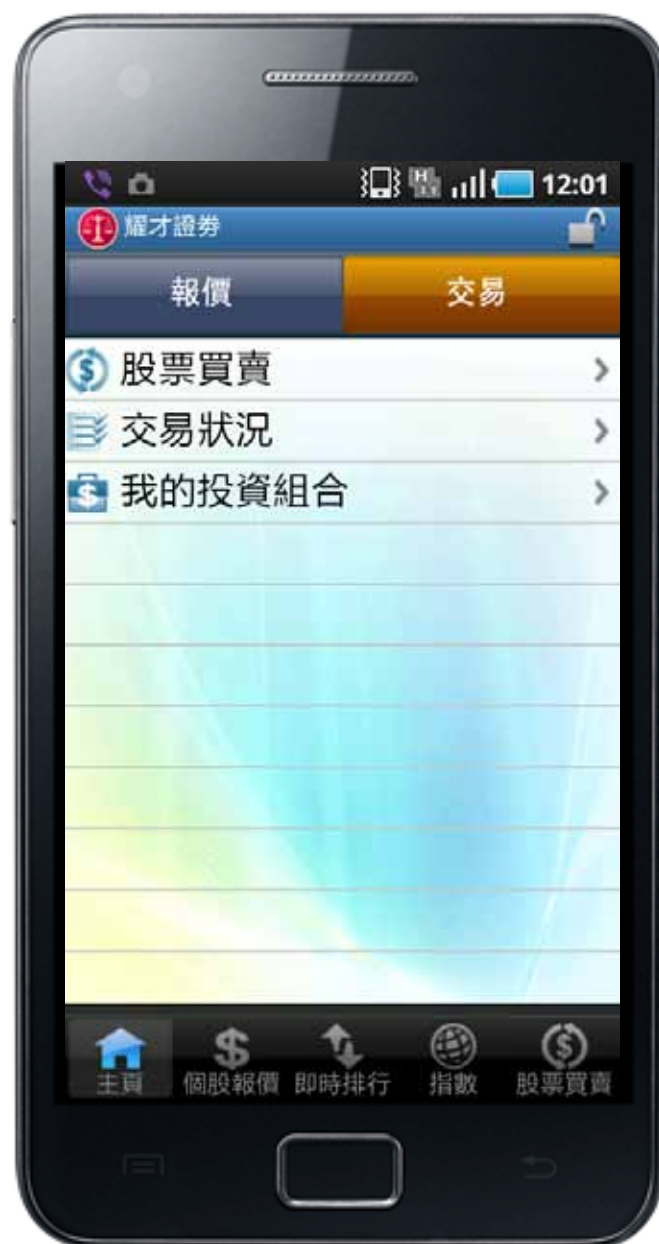 12:01
耀才證券
報價 交易
股票買賣
交易狀況
我的投資組合
主頁 個股報價 即時排行 指數 股票買賣